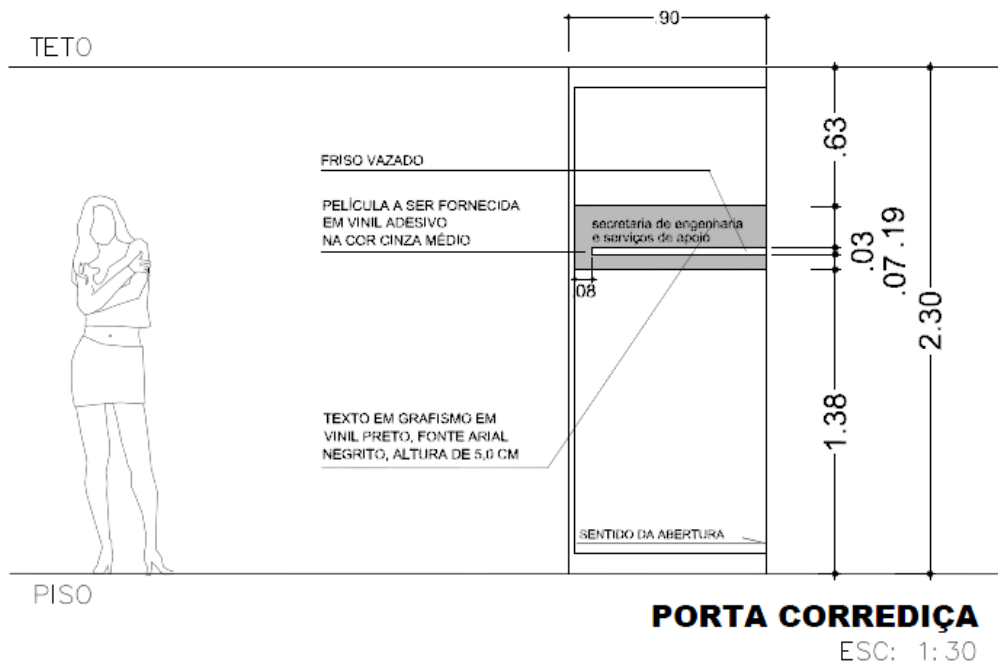 .90
TETO
.63
FRISO VAZADO
PELÍCULA A SER FORNECIDA
EM VINIL ADESIVO
NA COR CINZA MÉDIO
secretaria de engenharia
e serviços de apoio
.03
.07 .19
.08
2.30
1.38
TEXTO EM GRAFISMO EM
VINIL PRETO, FONTE ARIAL
NEGRITO, ALTURA DE 5,0 CM
SENTIDO DA ABERTURA
PISO
PORTA CORREDIÇA
ESC: 1:30